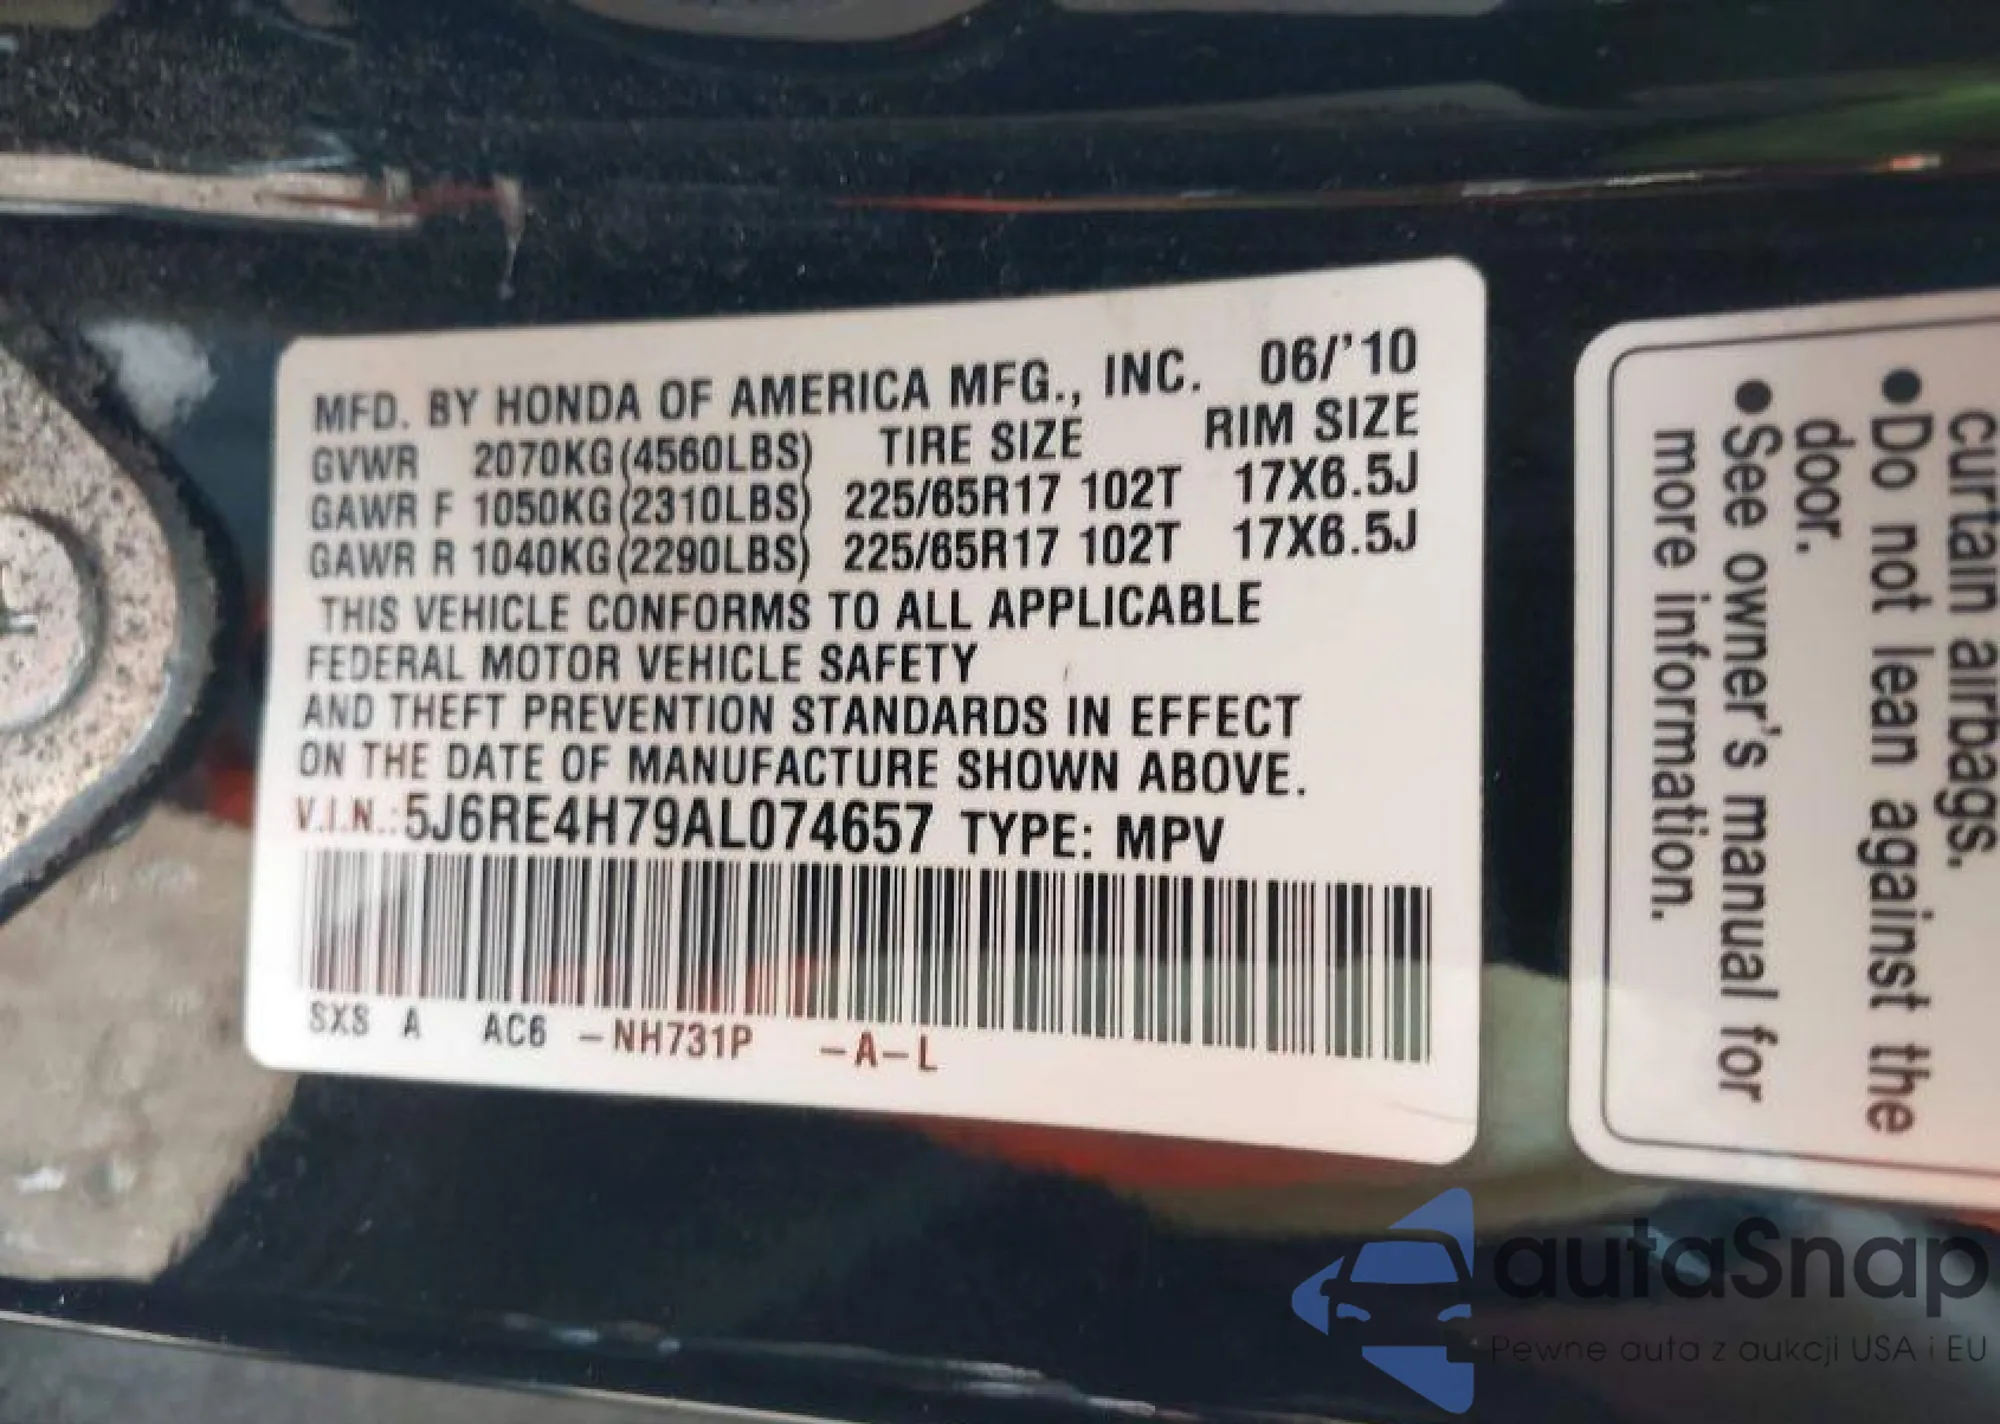 MFD. BY HONDA OF AMERICA MFG., INC. 06/'10
GVWR 2070KG(4560LBS) TIRE SIZE RIM SIZE
GAWR F 1050KG(2310LBS) 225/65R17 102T 17X6.5J
GAWR R 1040KG(2290LBS) 225/65R17 102T 17X6.5J
THIS VEHICLE CONFORMS TO ALL APPLICABLE
FEDERAL MOTOR VEHICLE SAFETY
AND THEFT PREVENTION STANDARDS IN EFFECT
ON THE DATE OF MANUFACTURE SHOWN ABOVE.
V.I.N.:5J6RE4H79AL074657 TYPE: MPV
SXS A AC6 -NH731P -A-L
curtain airbags.
●Do not lean against the
door.
●See owner's manual for
more information.
autaSnap
Pewne auta z aukcji USA i EU